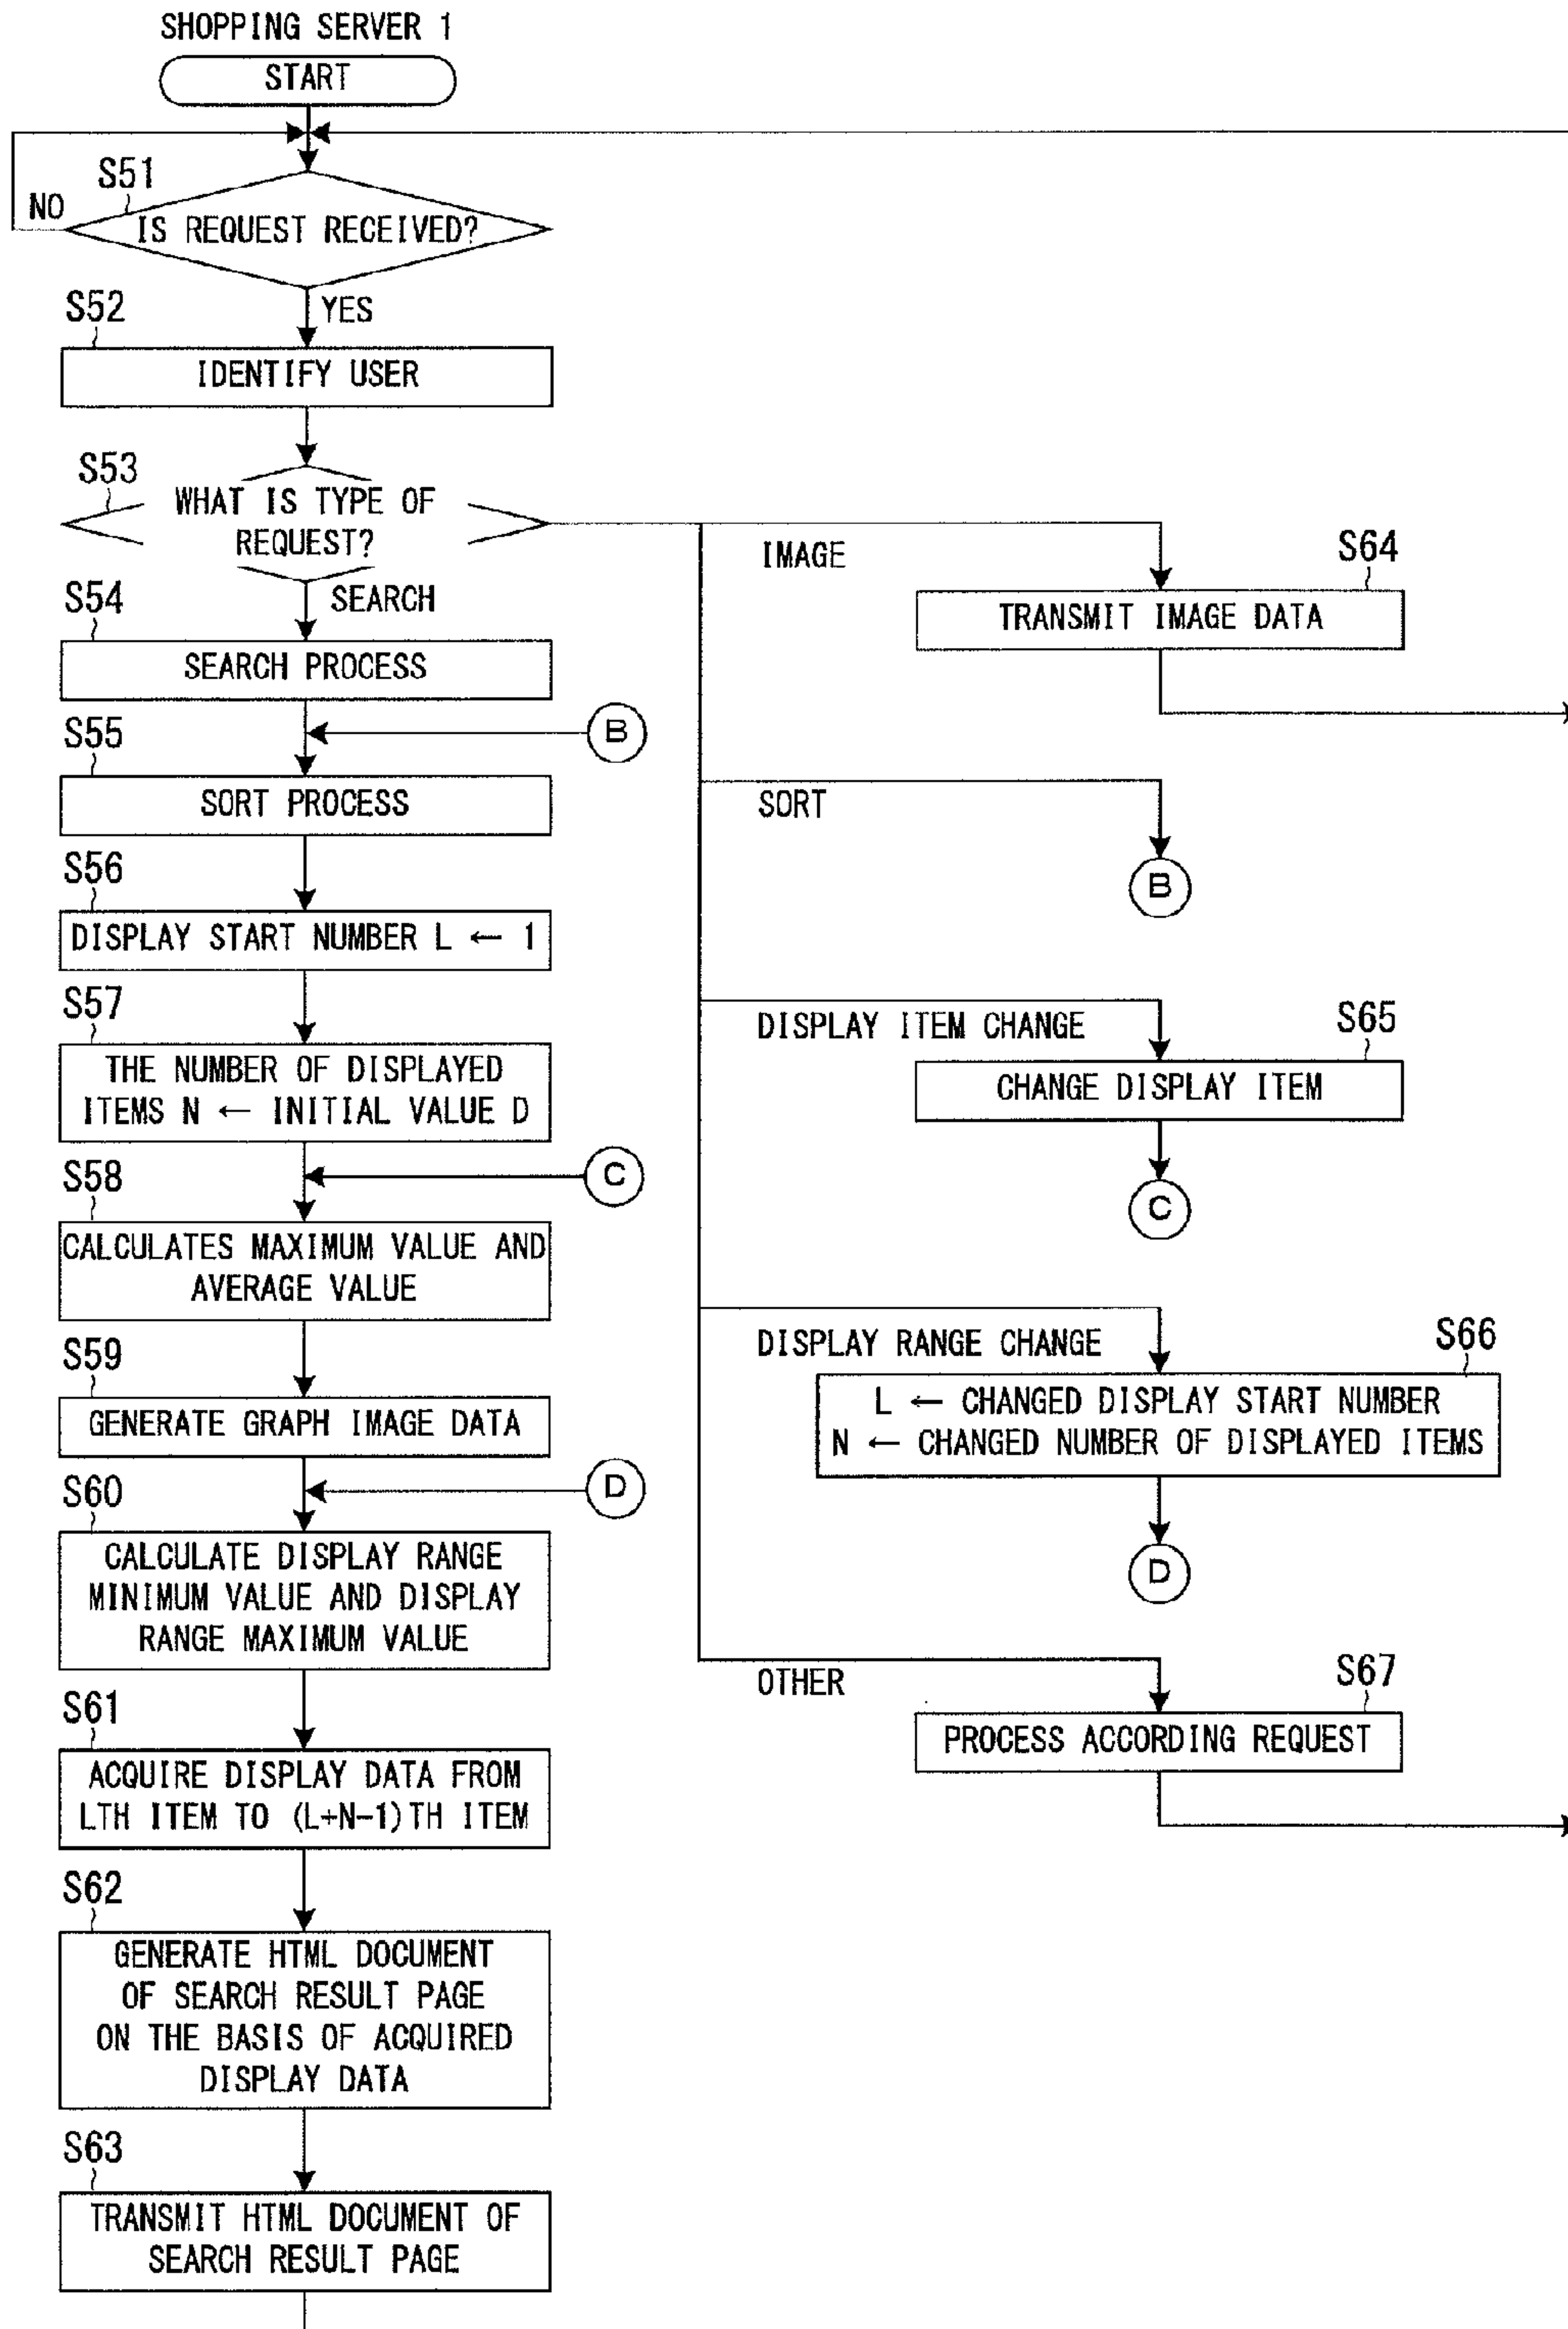 SHOPPING SERVER 1
START
S51
NO
IS REQUEST RECEIVED?
YES
S52
IDENTIFY USER
S53
WHAT IS TYPE OF
REQUEST?
SEARCH
S54
SEARCH PROCESS
B
S55
SORT PROCESS
S56
DISPLAY START NUMBER L ← 1
S57
THE NUMBER OF DISPLAYED
ITEMS N ← INITIAL VALUE D
C
S58
CALCULATES MAXIMUM VALUE AND
AVERAGE VALUE
S59
GENERATE GRAPH IMAGE DATA
D
S60
CALCULATE DISPLAY RANGE
MINIMUM VALUE AND DISPLAY
RANGE MAXIMUM VALUE
S61
ACQUIRE DISPLAY DATA FROM
LTH ITEM TO (L+N-1)TH ITEM
S62
GENERATE HTML DOCUMENT
OF SEARCH RESULT PAGE
ON THE BASIS OF ACQUIRED
DISPLAY DATA
S63
TRANSMIT HTML DOCUMENT OF
SEARCH RESULT PAGE
IMAGE
S64
TRANSMIT IMAGE DATA
SORT
B
DISPLAY ITEM CHANGE
S65
CHANGE DISPLAY ITEM
C
DISPLAY RANGE CHANGE
S66
L ← CHANGED DISPLAY START NUMBER
N ← CHANGED NUMBER OF DISPLAYED ITEMS
D
OTHER
S67
PROCESS ACCORDING REQUEST